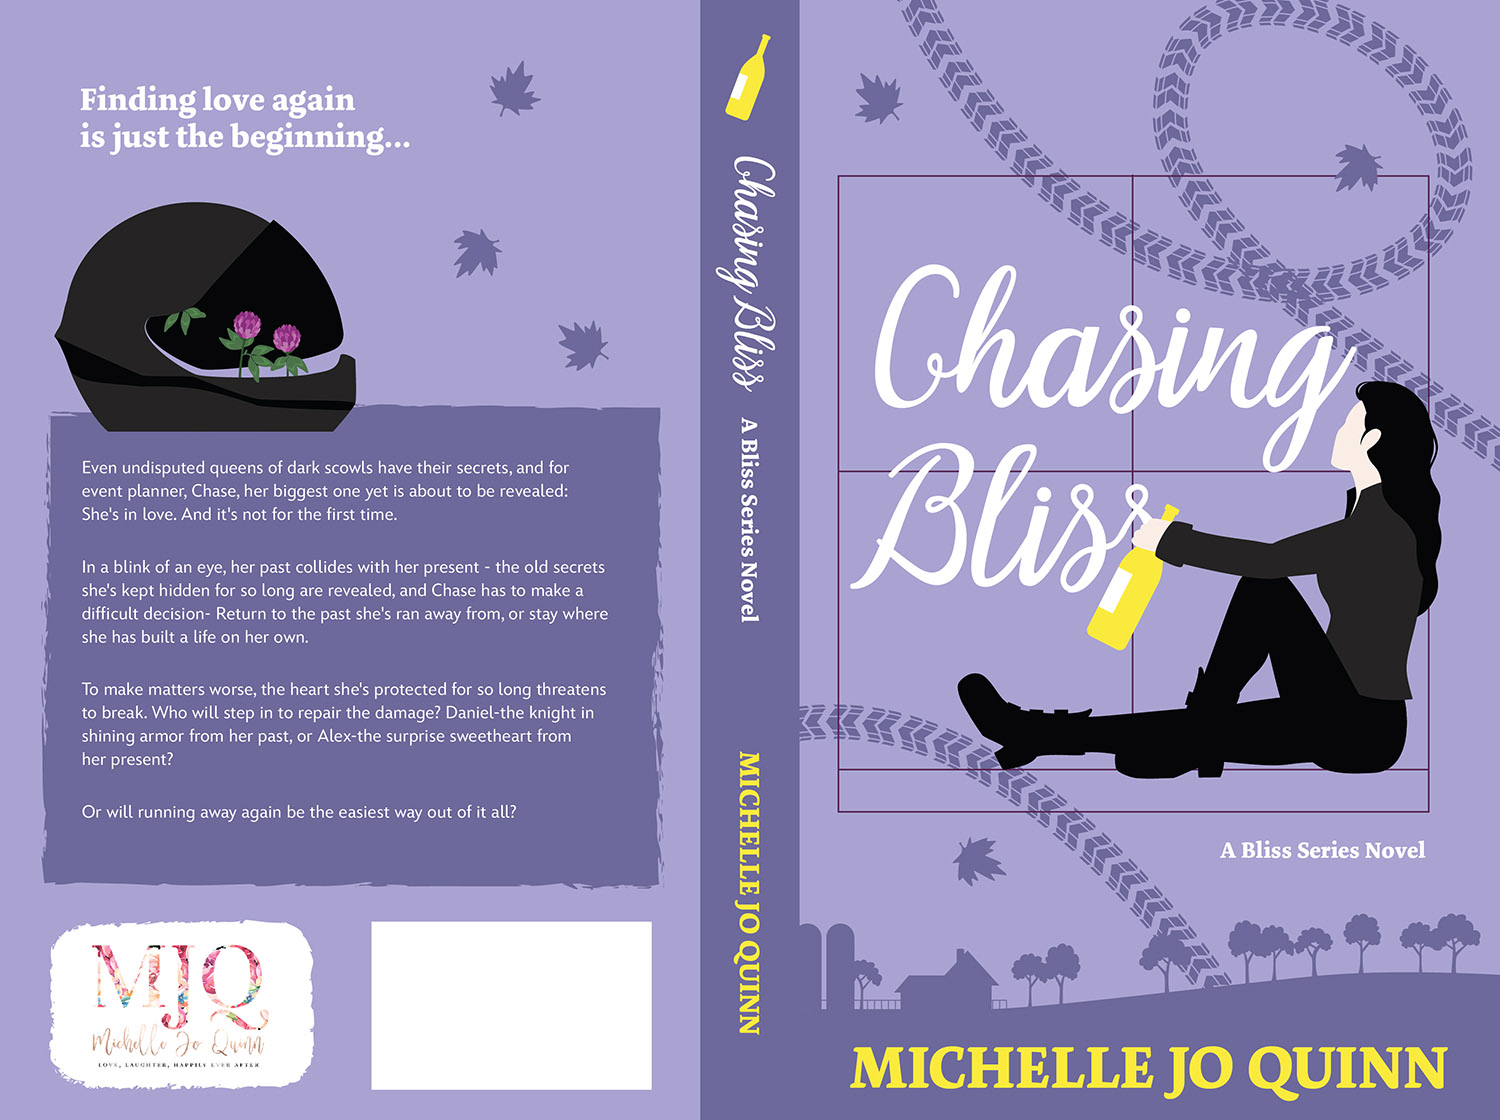 Finding love again
is just the beginning...
Even undisputed queens of dark scowls have their secrets, and for
event planner, Chase, her biggest one yet is about to be revealed:
She's in love. And it's not for the first time.
In a blink of an eye, her past collides with her present - the old secrets
she's kept hidden for so long are revealed, and Chase has to make a
difficult decision- Return to the past she's ran away from, or stay where
she has built a life on her own.
To make matters worse, the heart she's protected for so long threatens
to break. Who will step in to repair the damage? Daniel-the knight in
shining armor from her past, or Alex-the surprise sweetheart from
her present?
Or will running away again be the easiest way out of it all?
MJQ
Michelle Jo Quinn
LOVE, LAUGHTER, HAPPILY EVER AFTER
Chasing Bliss
A Bliss Series Novel
MICHELLE JO QUINN
Chasing
Bliss
A Bliss Series Novel
MICHELLE JO QUINN